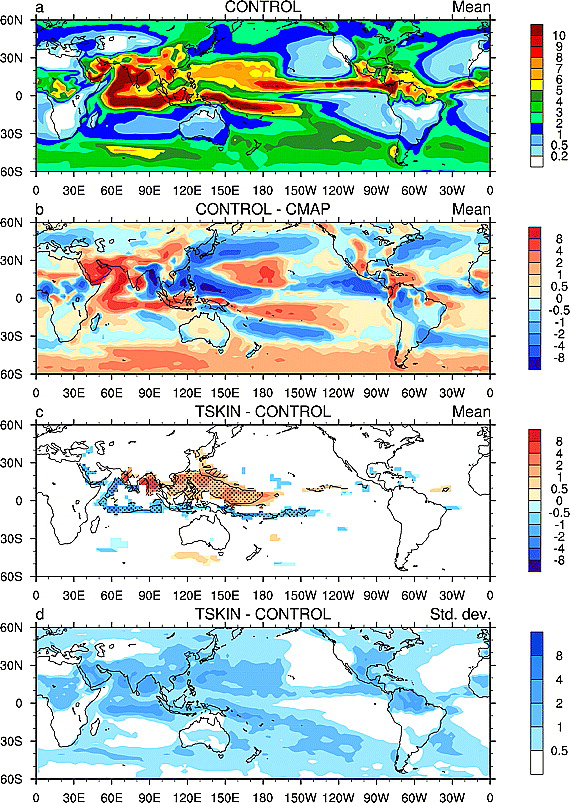 a CONTROL Mean
60N
30N
0
30S
60S
0 30E 60E 90E 120E 150E 180 150W 120W 90W 60W 30W 0
10
9
8
7
6
5
4
3
2
1
0.5
0.2
b CONTROL - CMAP Mean
60N
30N
0
30S
60S
0 30E 60E 90E 120E 150E 180 150W 120W 90W 60W 30W 0
8
4
2
1
0.5
0
-0.5
-1
-2
-4
-8
c TSKIN - CONTROL Mean
60N
30N
0
30S
60S
0 30E 60E 90E 120E 150E 180 150W 120W 90W 60W 30W 0
8
4
2
1
0.5
0
-0.5
-1
-2
-4
-8
d TSKIN - CONTROL Std. dev.
60N
30N
0
30S
60S
0 30E 60E 90E 120E 150E 180 150W 120W 90W 60W 30W 0
8
4
2
1
0.5